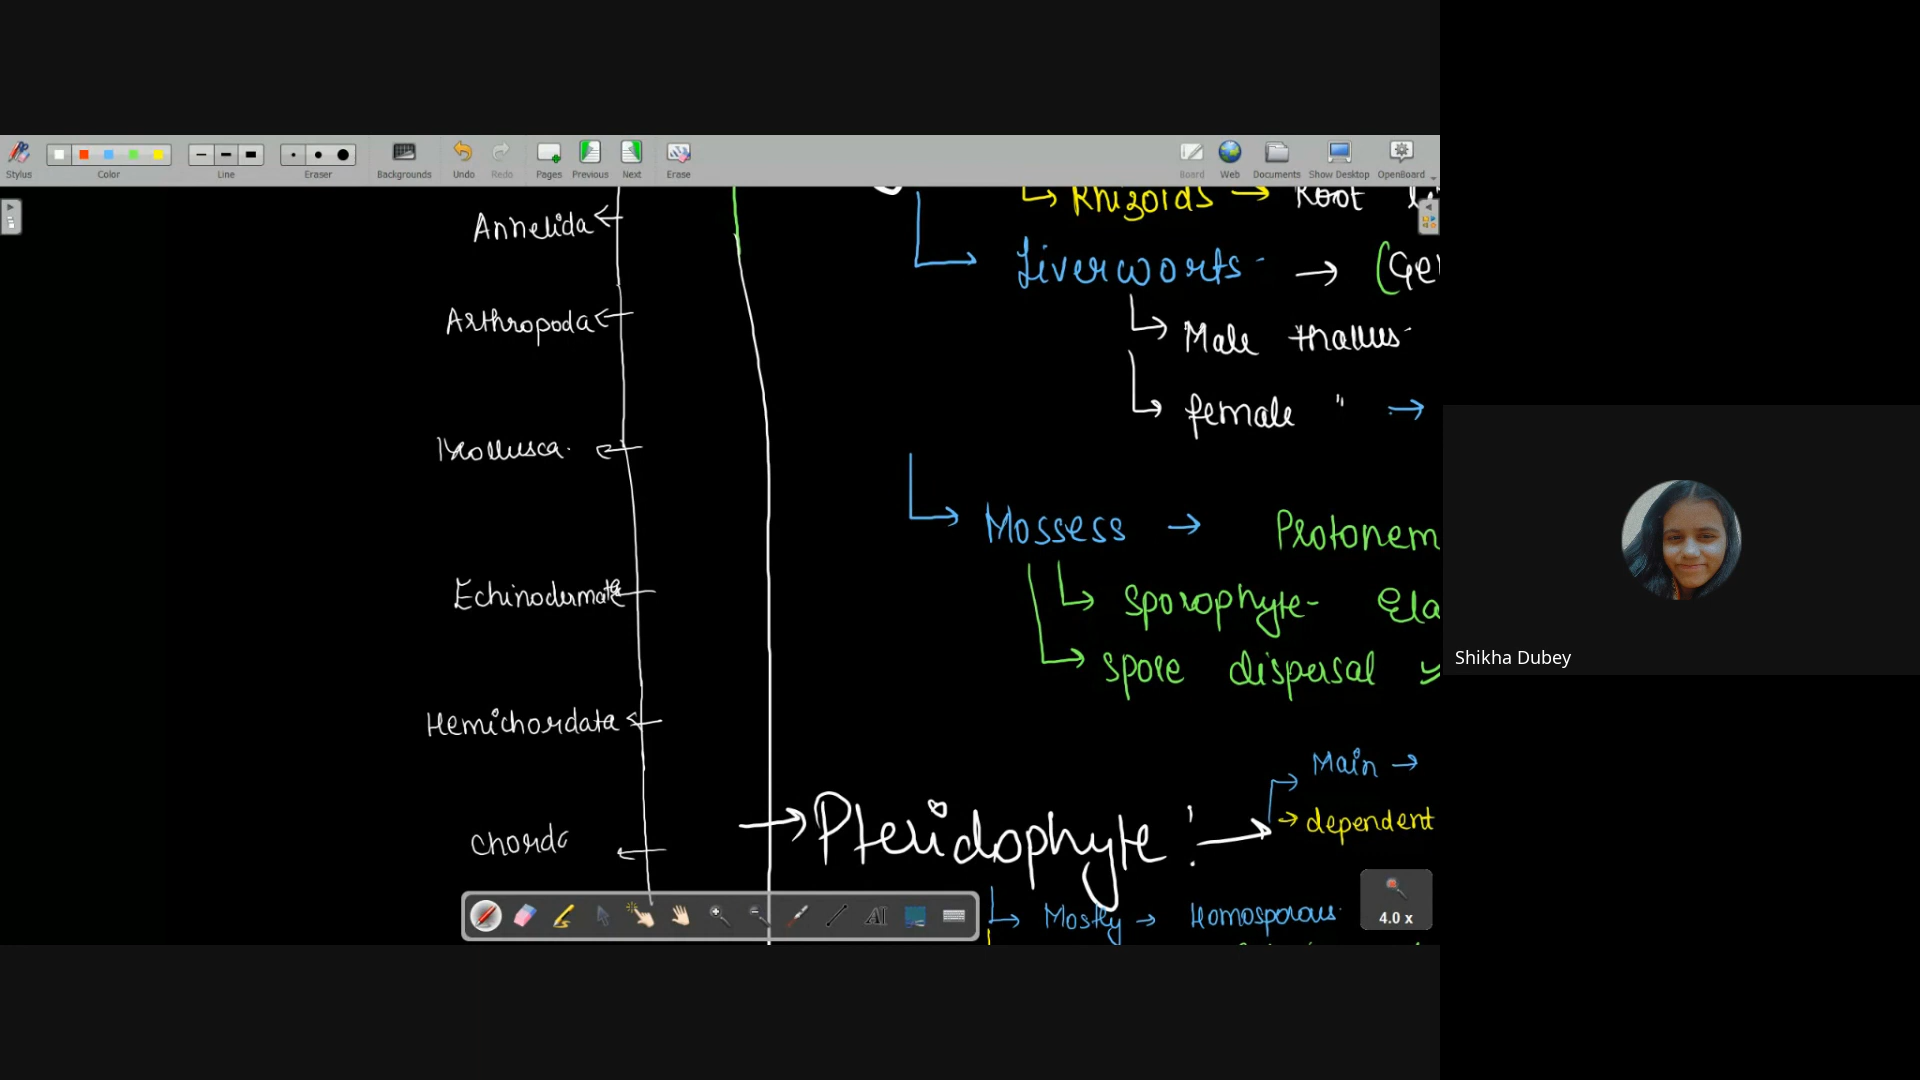 Stylus Color Line Eraser Backgrounds Undo Redo Pages Previous Next Erase Board Web Documents Show Desktop OpenBoard
Annelida
Arthropoda
Mollusca
Echinodermata
Hemichordata
chorda
Rhizoids → Root
Liverworts → (Ge
Male thallus
female " →
Mossess → Protonem
Sporophyte - Ela
Spore dispersal
→ Pteridophyte : →
Main →
→ dependent
Mostly → Homosporous
4.0 x
Shikha Dubey